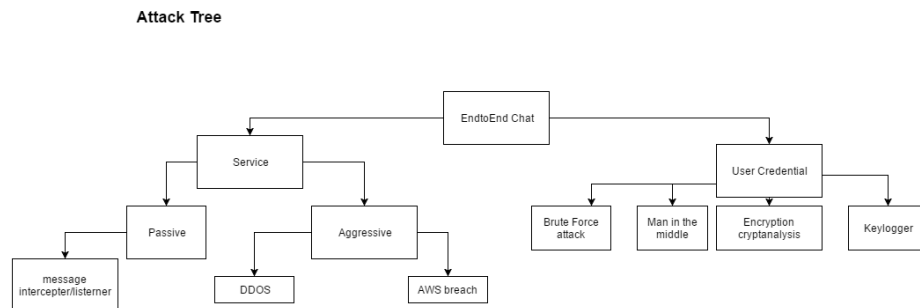 Attack Tree
EndtoEnd Chat
Service
User Credential
Passive
Aggressive
Brute Force
attack
Man in the
middle
Encryption
cryptanalysis
Keylogger
message
intercepter/listerner
DDOS
AWS breach